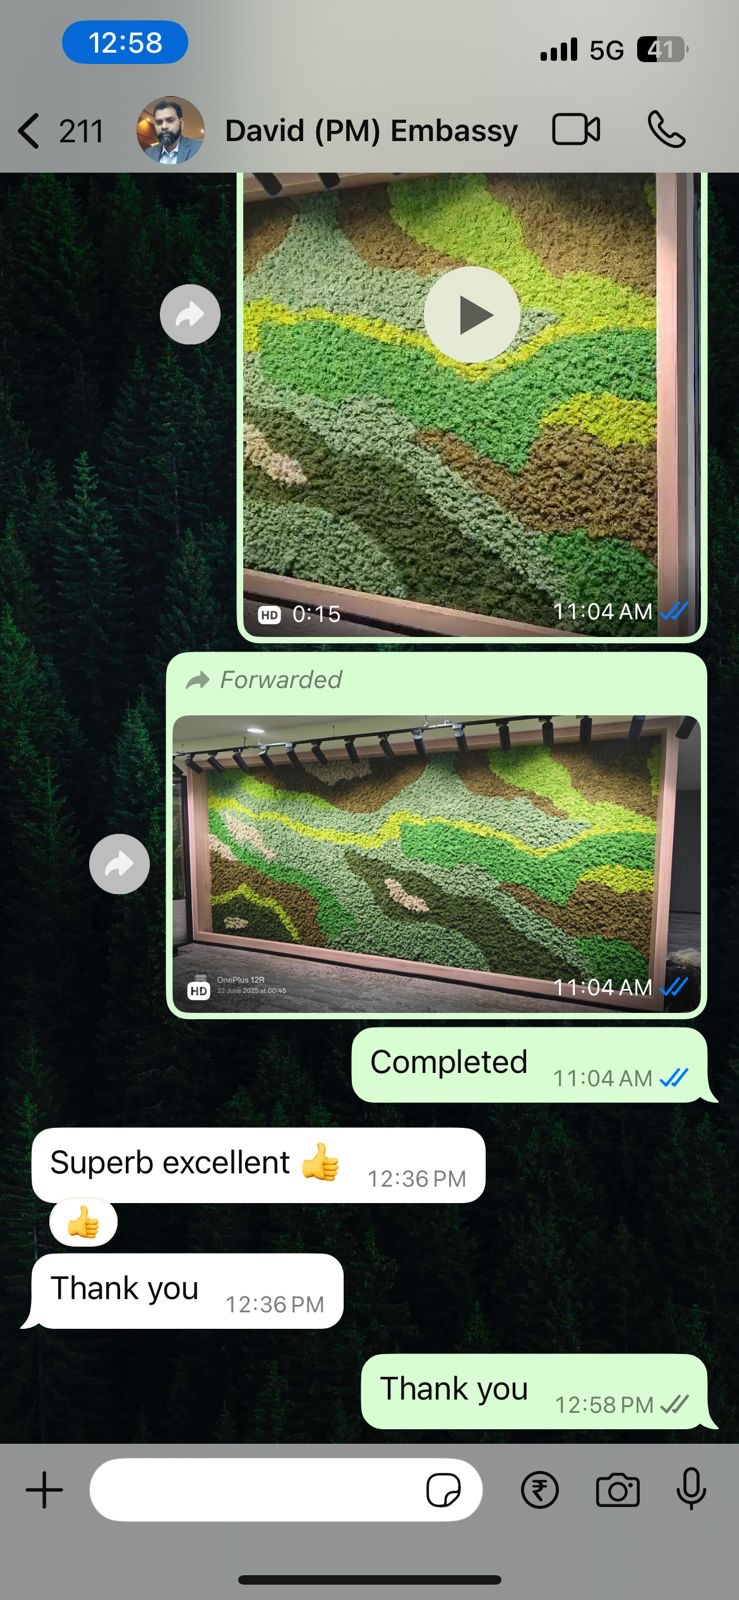 12:58
5G
41
211
David (PM) Embassy
HD 0:15
11:04 AM
Forwarded
OnePlus 12R
22 June 2025 at 00:45
HD
11:04 AM
Completed
11:04 AM
Superb excellent 👍
12:36 PM
👍
Thank you
12:36 PM
Thank you
12:58 PM
₹